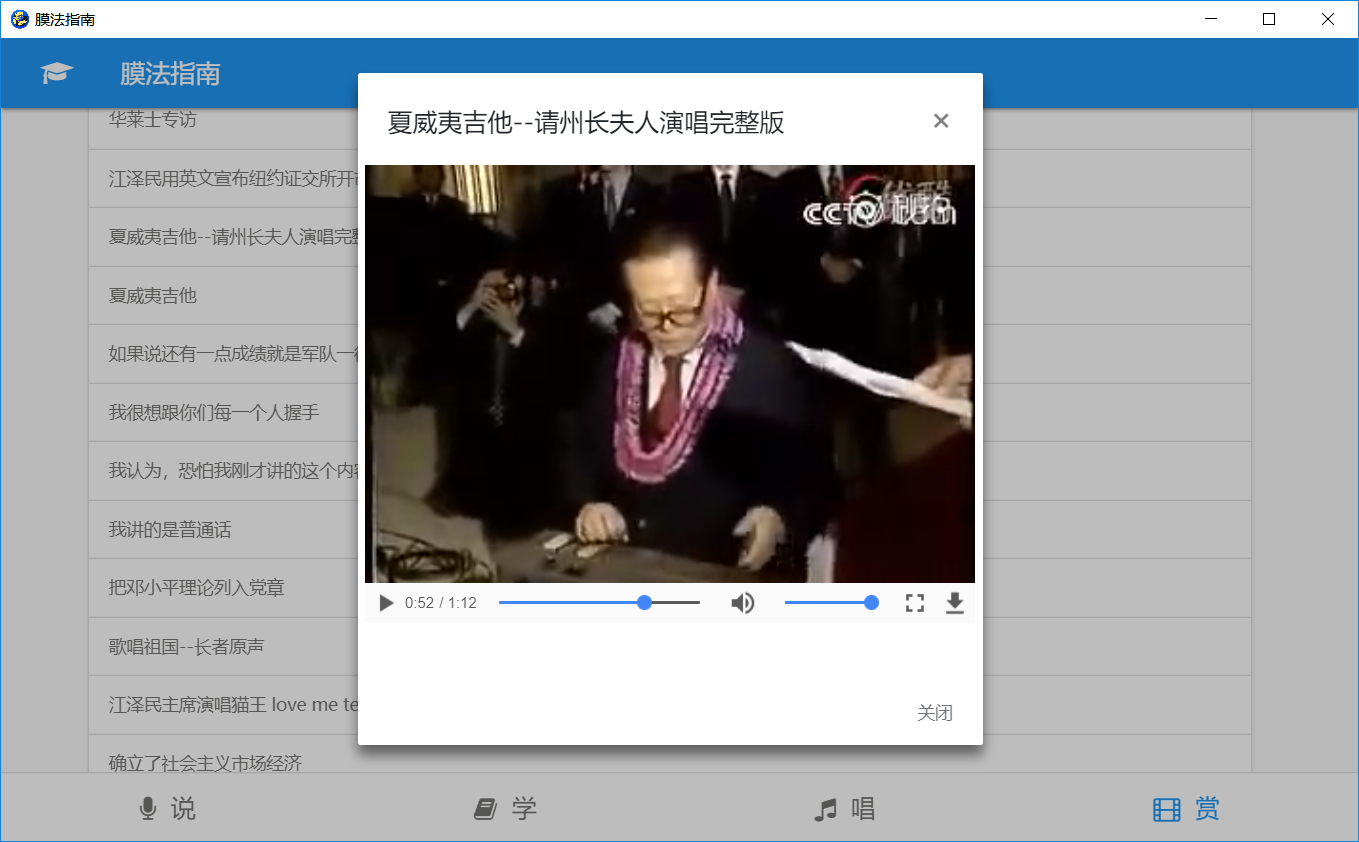 膜法指南
膜法指南
夏威夷吉他--请州长夫人演唱完整版
华莱士专访
江泽民用英文宣布纽约证交所开
夏威夷吉他--请州长夫人演唱完
夏威夷吉他
如果说还有一点成绩就是军队一
我很想跟你们每一个人握手
我认为，恐怕我刚才讲的这个内
我讲的是普通话
把邓小平理论列入党章
歌唱祖国--长者原声
江泽民主席演唱猫王 love me te
确立了社会主义市场经济
优酷
CCTV
0:52 / 1:12
关闭
说
学
唱
赏